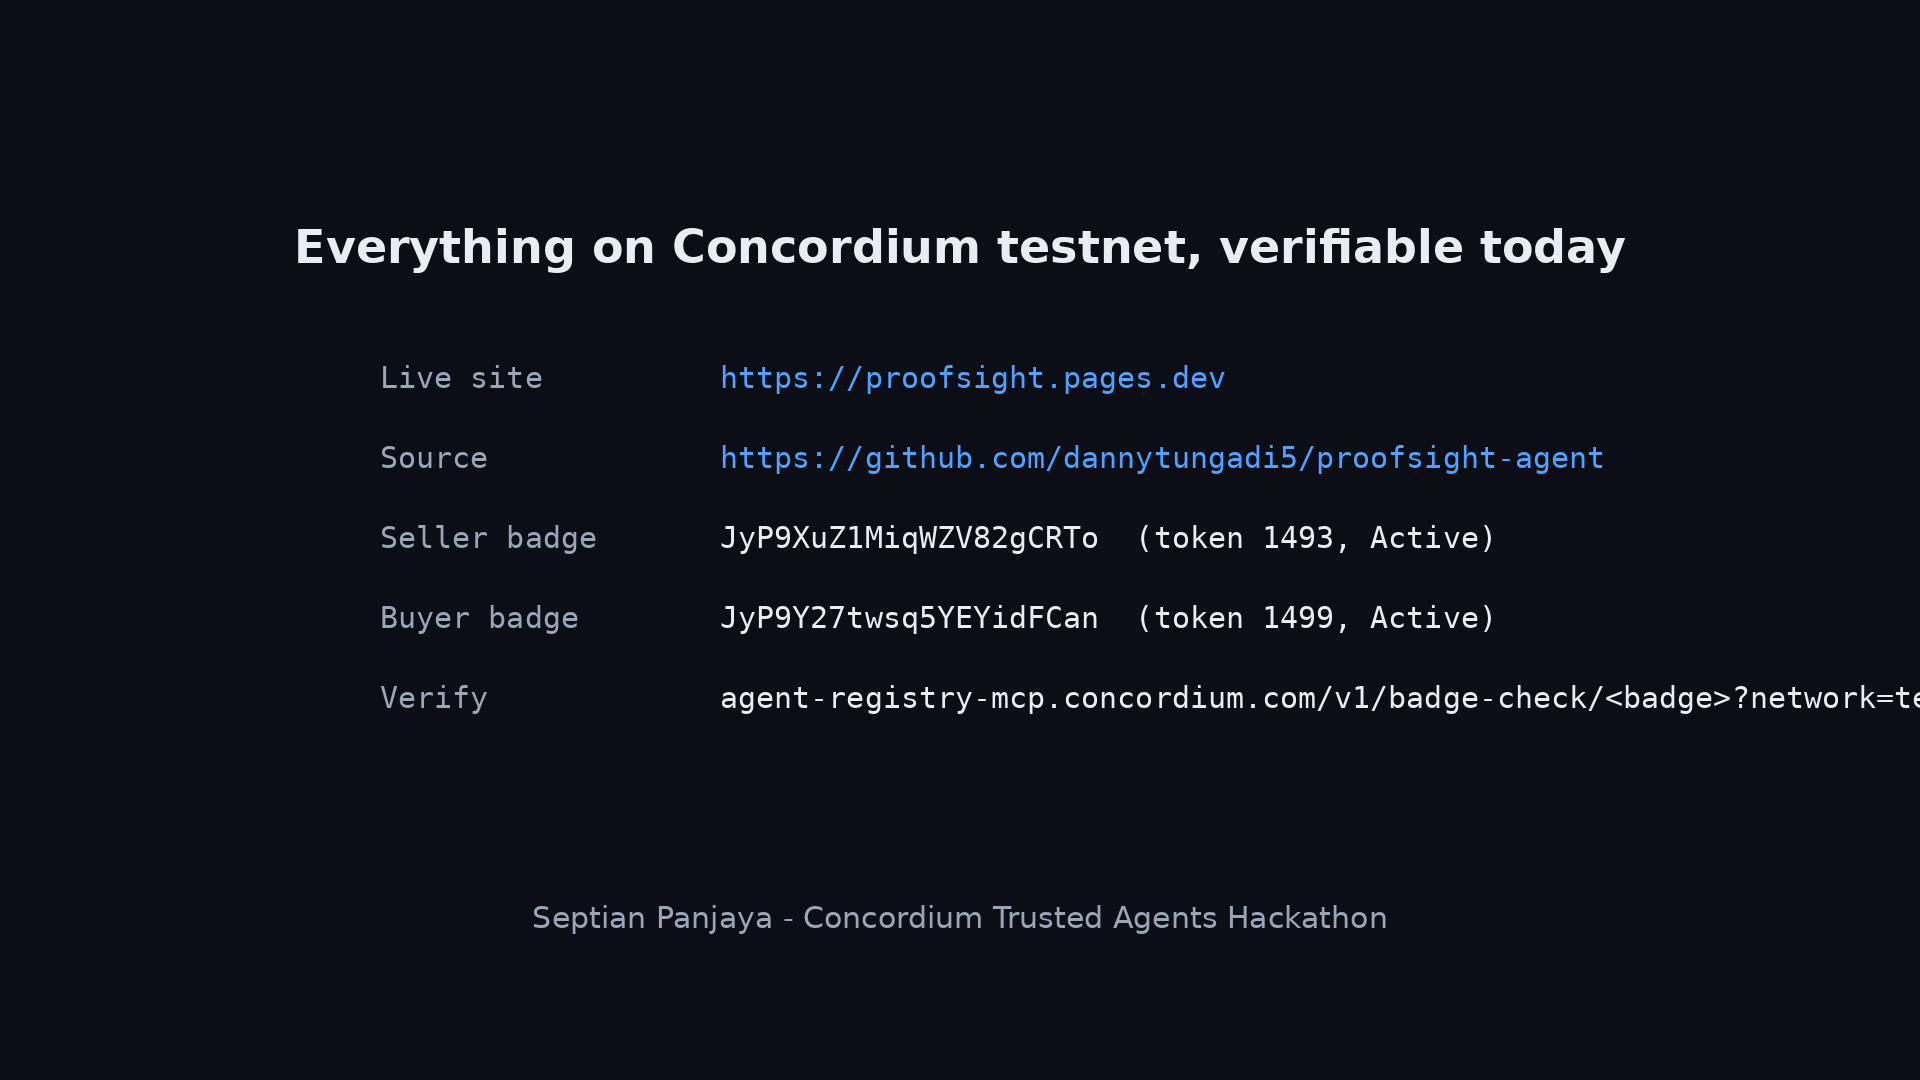 Everything on Concordium testnet, verifiable today
Live site https://proofsight.pages.dev
Source https://github.com/dannytungadi5/proofsight-agent
Seller badge JyP9XuZ1MiqWZV82gCRTo (token 1493, Active)
Buyer badge JyP9Y27twsq5YEYidFCan (token 1499, Active)
Verify agent-registry-mcp.concordium.com/v1/badge-check/<badge>?network=te
Septian Panjaya - Concordium Trusted Agents Hackathon